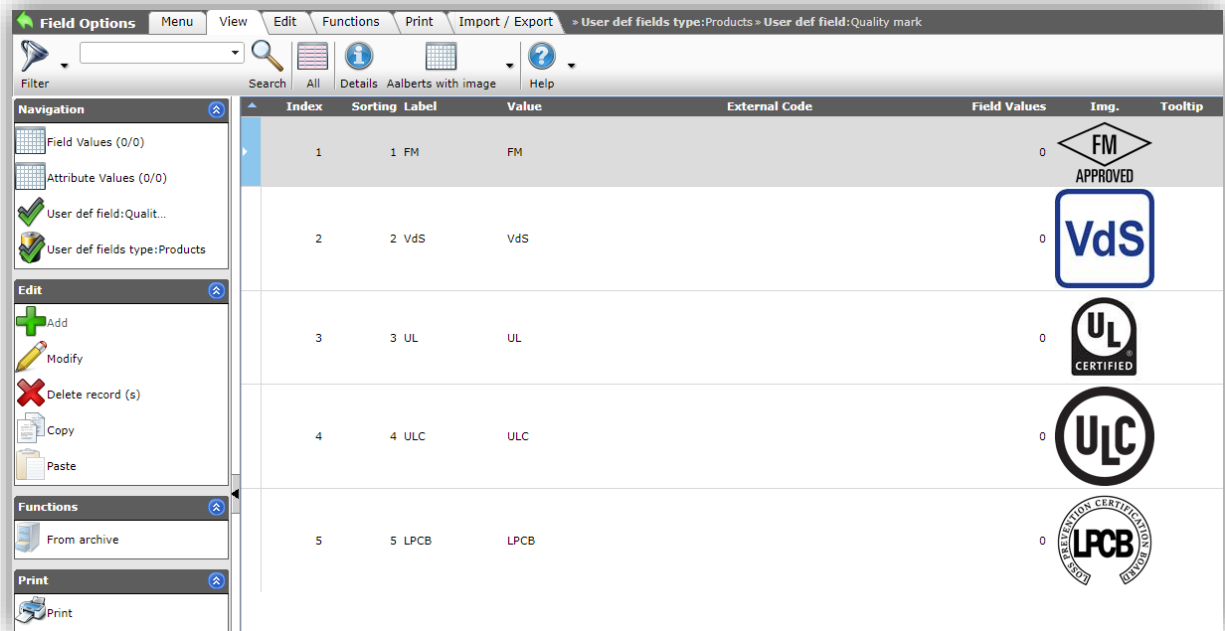 Field Options Menu View Edit Functions Print Import / Export » User def fields type:Products » User def field:Quality mark
Filter Search All Details Aalberts with image Help
Navigation
Field Values (0/0)
Attribute Values (0/0)
User def field:Qualit...
User def fields type:Products
Edit
Add
Modify
Delete record (s)
Copy
Paste
Functions
From archive
Print
Print
Index Sorting Label Value External Code Field Values Img. Tooltip
1 1 FM FM 0
FM
APPROVED
2 2 VdS VdS 0
VdS
3 3 UL UL 0
UL
®
CERTIFIED
4 4 ULC ULC 0
ULC
5 5 LPCB LPCB 0
LOSS PREVENTION CERTIFICATION BOARD
LPCB